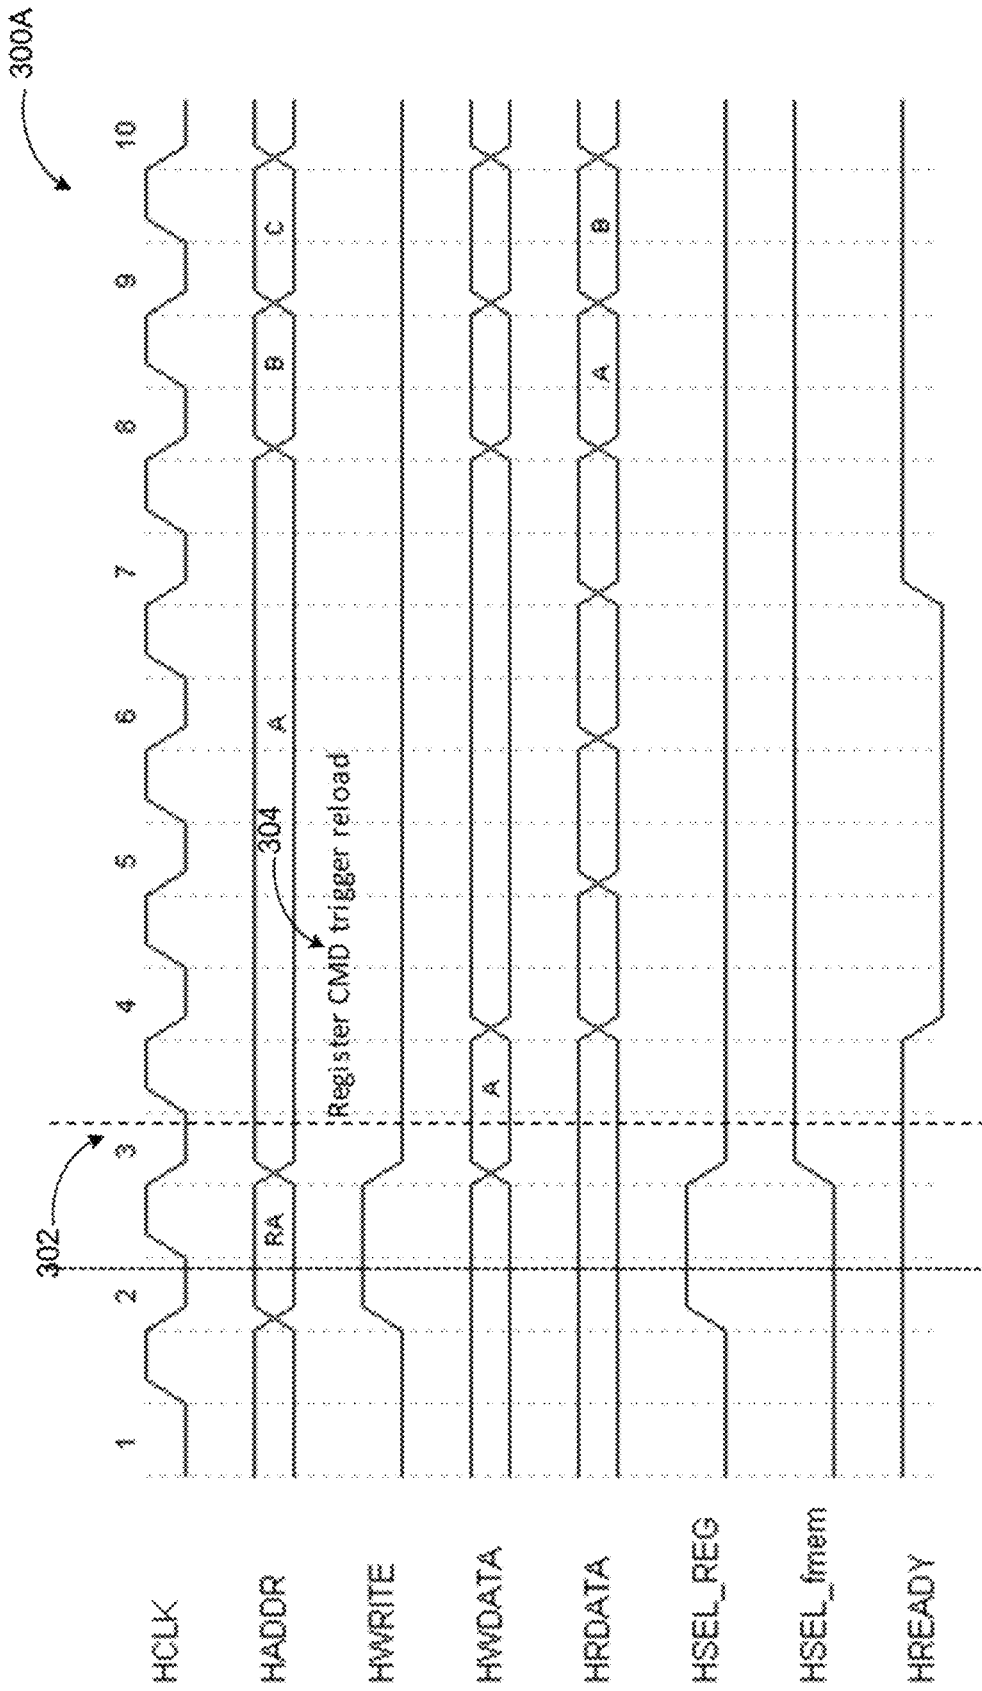 300A
302
1 2 3 4 5 6 7 8 9 10
HCLK
HADDR RA A B C
304
Register CMD trigger reload
HWRITE
HWDATA A
HRDATA A B
HSEL_REG
HSEL_fmem
HREADY